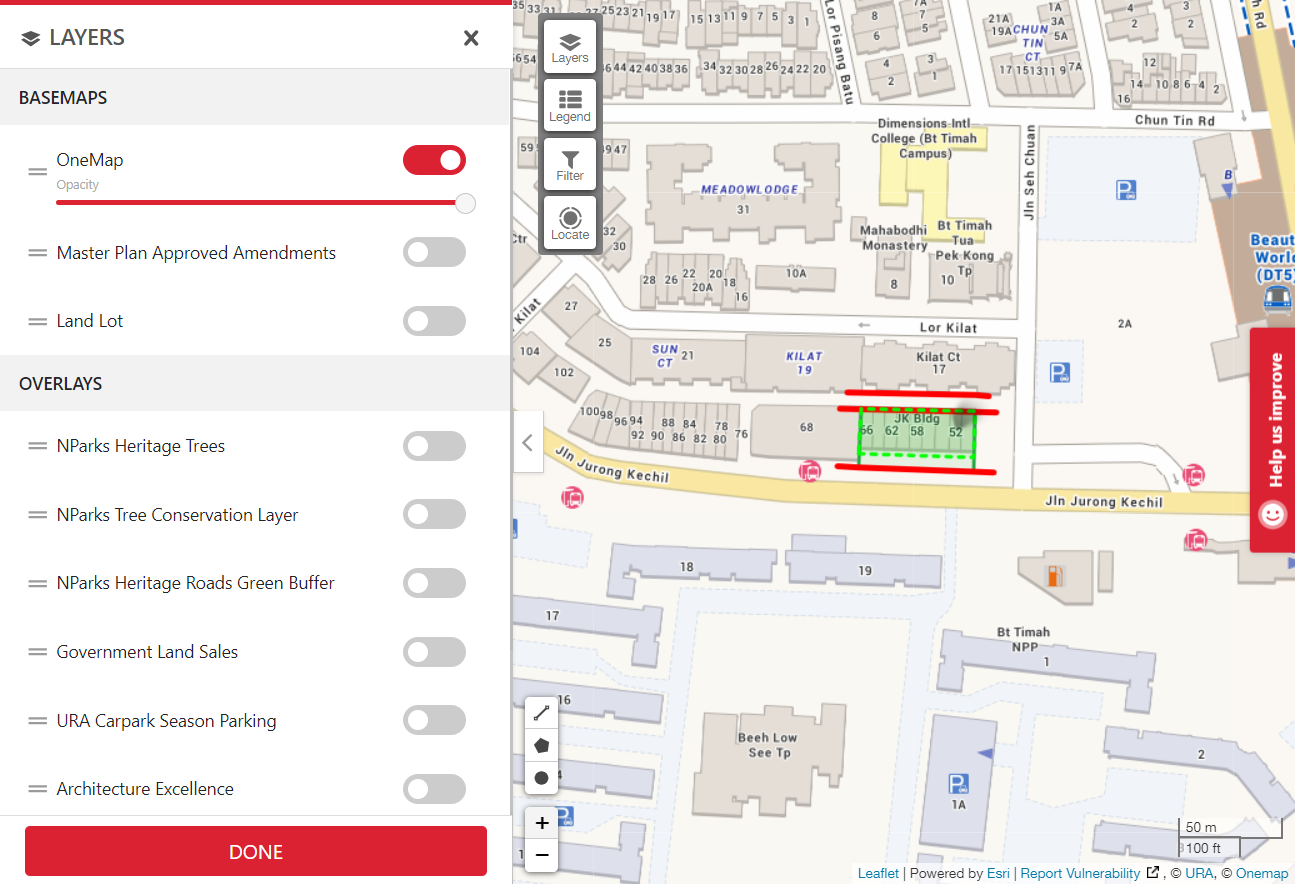 LAYERS
BASEMAPS
OneMap
Opacity
Master Plan Approved Amendments
Land Lot
OVERLAYS
NParks Heritage Trees
NParks Tree Conservation Layer
NParks Heritage Roads Green Buffer
Government Land Sales
URA Carpark Season Parking
Architecture Excellence
DONE
Layers
Legend
Filter
Locate
25 23 21 19 17
15 13 11 9 7 5 3 1
Lor Pisang Batu
8
6
7A
7
5
21A
19A
CHUN
TIN
CT
1A
3A
5A
4
2
3
2
46 44 42 40 38 36
34 32 30 28 26 24 22 20
4
2
3
1
17 15 13 11 9 7A
12
14 10 8 6 4 2
16
Chun Tin Rd
Dimensions Intl
College (Bt Timah
Campus)
Jln Seh Chuan
59
49 47
MEADOWLODGE
31
32
30
Mahabodhi
Monastery
8
Bt Timah
Tua
Pek Kong
Tp
10
B
Beaut
World
(DT5)
28 26 22 20
20A
18
16
10A
27
Lor Kilat
2A
Kilat
25
SUN
CT
21
KILAT
19
Kilat Ct
17
104
102
100 98 96 94
92 90
88 84
86 82
78
80
76
68
JK Bldg
66 62 58 52
Jln Jurong Kechil
Jln Jurong Kechil
Help us improve
18
19
17
16
Bt Timah
NPP
1
Beeh Low
See Tp
1A
2
4
+
−
50 m
100 ft
Leaflet | Powered by Esri | Report Vulnerability , © URA, © Onemap